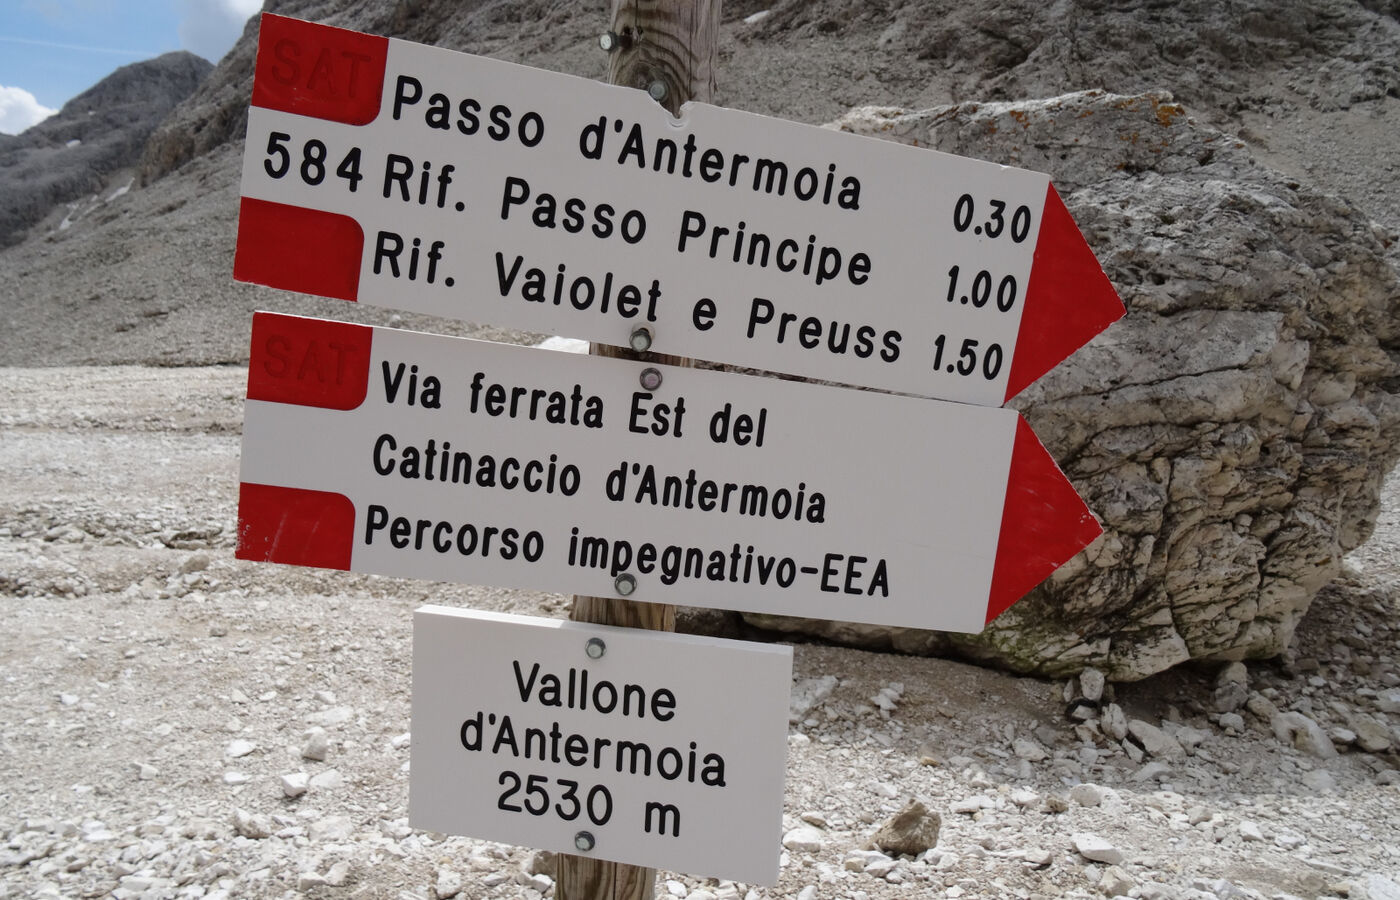 SAT
Passo d'Antermoia 0.30
584 Rif. Passo Principe 1.00
Rif. Vaiolet e Preuss 1.50
SAT
Via ferrata Est del
Catinaccio d'Antermoia
Percorso impegnativo-EEA
Vallone
d'Antermoia
2530 m